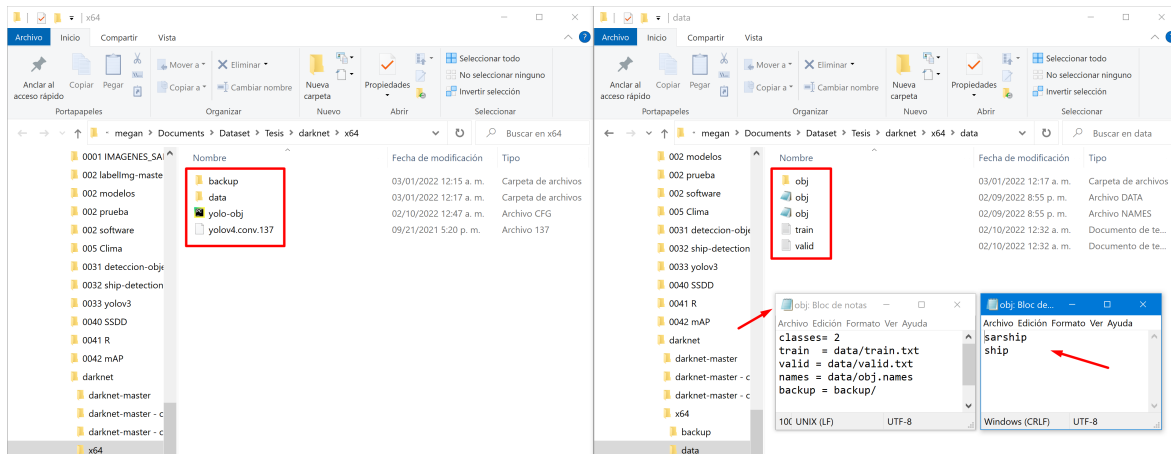 x64
Archivo Inicio Compartir Vista
Anclar al acceso rápido
Copiar
Pegar
Mover a
Copiar a
Eliminar
Cambiar nombre
Nueva carpeta
Propiedades
Seleccionar todo
No seleccionar ninguno
Invertir selección
Portapapeles Organizar Nuevo Abrir Seleccionar
megan > Documents > Dataset > Tesis > darknet > x64
Buscar en x64
Nombre Fecha de modificación Tipo
0001 IMAGENES_SA
002 labelImg-maste
002 modelos
002 prueba
002 software
005 Clima
0031 deteccion-obje
0032 ship-detection
0033 yolov3
0040 SSDD
0041 R
0042 mAP
darknet
darknet-master
darknet-master - c
darknet-master - c
x64
backup 03/01/2022 12:15 a. m. Carpeta de archivos
data 03/01/2022 12:17 a. m. Carpeta de archivos
yolo-obj 02/10/2022 12:47 a. m. Archivo CFG
yolov4.conv.137 09/21/2021 5:20 p. m. Archivo 137
data
Archivo Inicio Compartir Vista
Anclar al acceso rápido
Copiar
Pegar
Mover a
Copiar a
Eliminar
Cambiar nombre
Nueva carpeta
Propiedades
Seleccionar todo
No seleccionar ninguno
Invertir selección
Portapapeles Organizar Nuevo Abrir Seleccionar
megan > Documents > Dataset > Tesis > darknet > x64 > data
Buscar en data
Nombre Fecha de modificación Tipo
002 modelos
002 prueba
002 software
005 Clima
0031 deteccion-obje
0032 ship-detection
0033 yolov3
0040 SSDD
0041 R
0042 mAP
darknet
darknet-master
darknet-master - c
darknet-master - c
x64
backup
data
obj 03/01/2022 12:17 a. m. Carpeta de archivos
obj 02/09/2022 8:55 p. m. Archivo DATA
obj 02/09/2022 8:55 p. m. Archivo NAMES
train 02/10/2022 12:32 a. m. Documento de te...
valid 02/10/2022 12:32 a. m. Documento de te...
obj: Bloc de notas
Archivo Edición Formato Ver Ayuda
classes= 2
train = data/train.txt
valid = data/valid.txt
names = data/obj.names
backup = backup/
UNIX (LF) UTF-8
obj: Bloc de...
Archivo Edición Formato Ver Ayuda
sarship
ship
Windows (CRLF) UTF-8